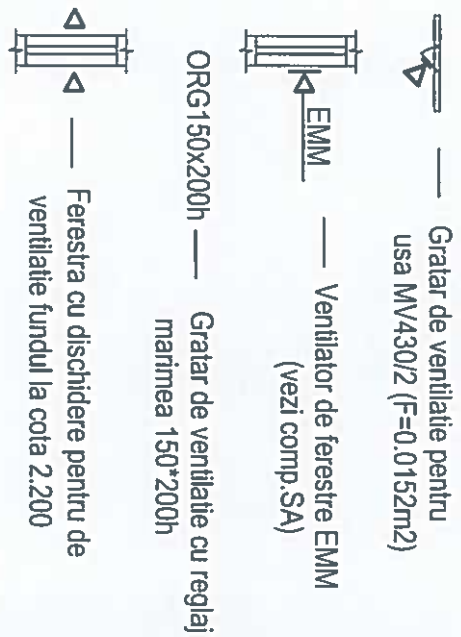 Gratar de ventilatie pentru
usa MV430/2 (F=0.0152m2)
EMM
Ventilator de ferestre EMM
(vezi comp.SA)
ORG150x200h — Gratar de ventilatie cu reglaj
marimea 150*200h
Ferestra cu dischidere pentru de
ventilatie fundul la cota 2.200